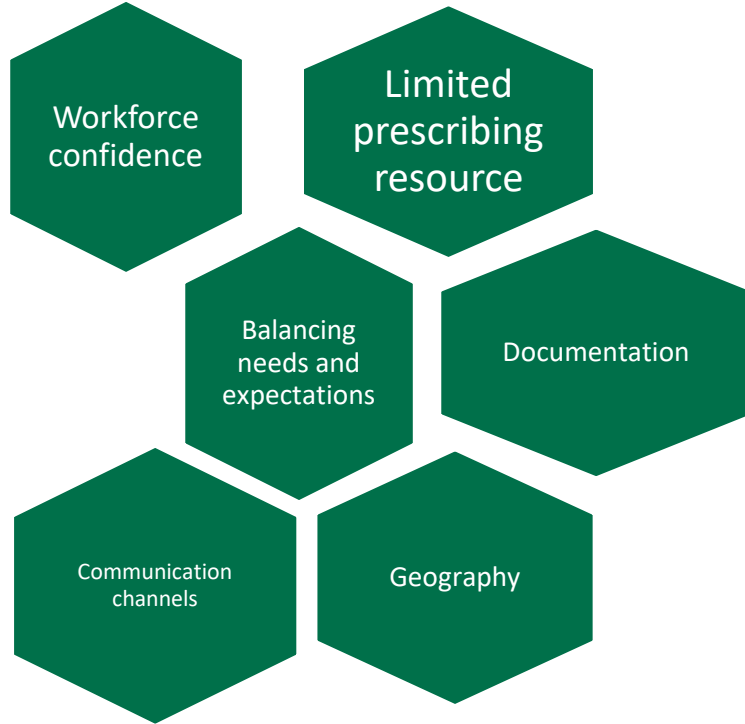 Workforce
confidence
Limited
prescribing
resource
Balancing
needs and
expectations
Documentation
Communication
channels
Geography